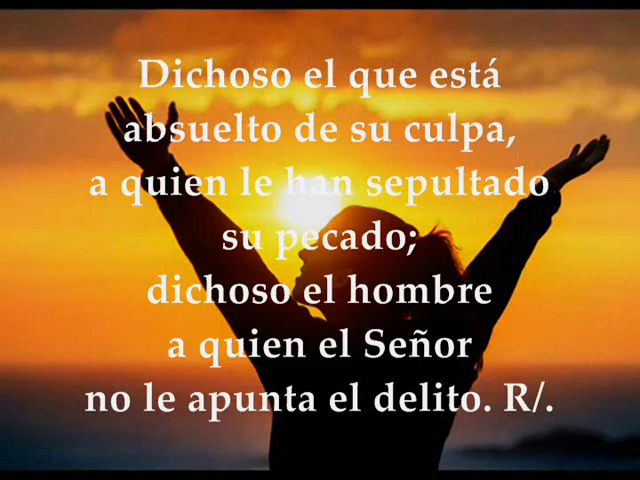 Dichoso el que está
absuelto de su culpa,
a quien le han sepultado
su pecado;
dichoso el hombre
a quien el Señor
no le apunta el delito. R/.